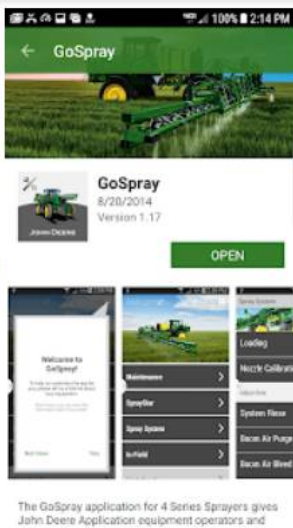 100% 2:14 PM
GoSpray
GoSpray
8/20/2014
Version 1.17
JOHN DEERE
OPEN
Welcome to
GoSpray!
Maintenance
SprayStar
Spray System
In Field
Spray System
Loading
Nozzle Calibrati
System Rinse
Boom Air Purge
Boom Air Bleed
The GoSpray application for 4 Series Sprayers gives
John Deere Application equipment operators and